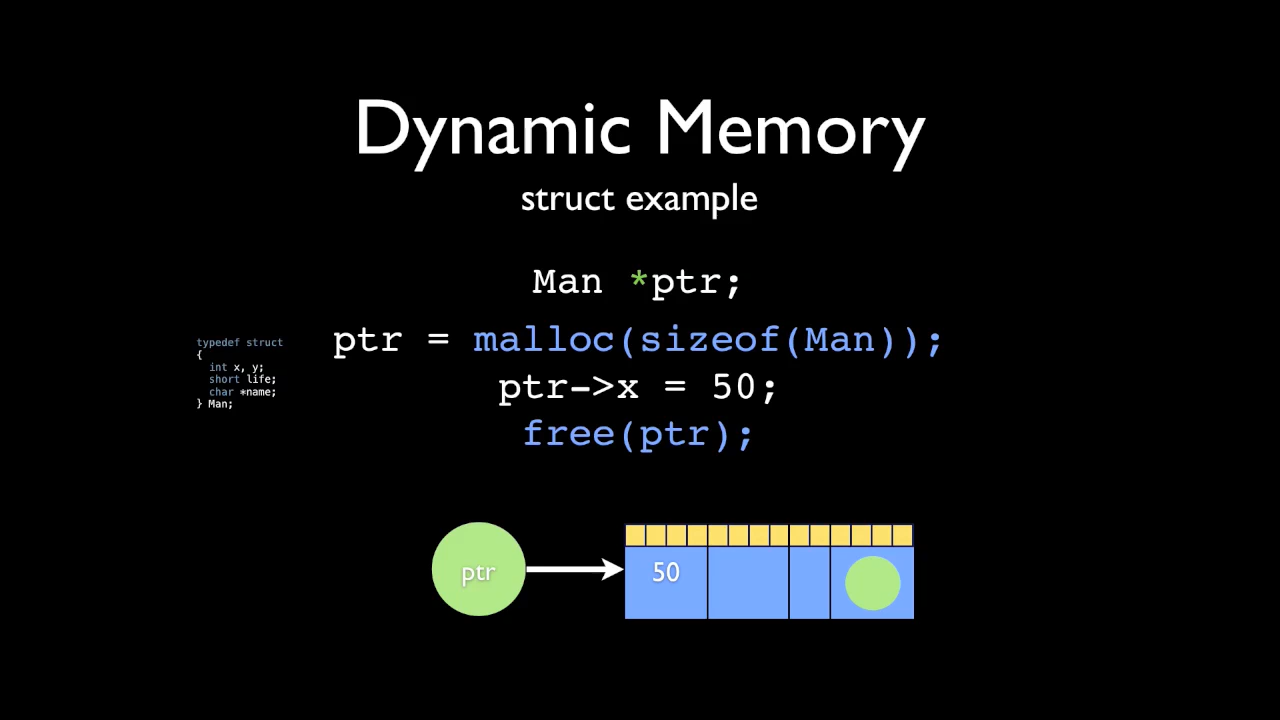 Dynamic Memory
struct example
Man *ptr;
ptr = malloc(sizeof(Man));
ptr->x = 50;
free(ptr);
typedef struct
{
int x, y;
short life;
char *name;
} Man;
ptr
50